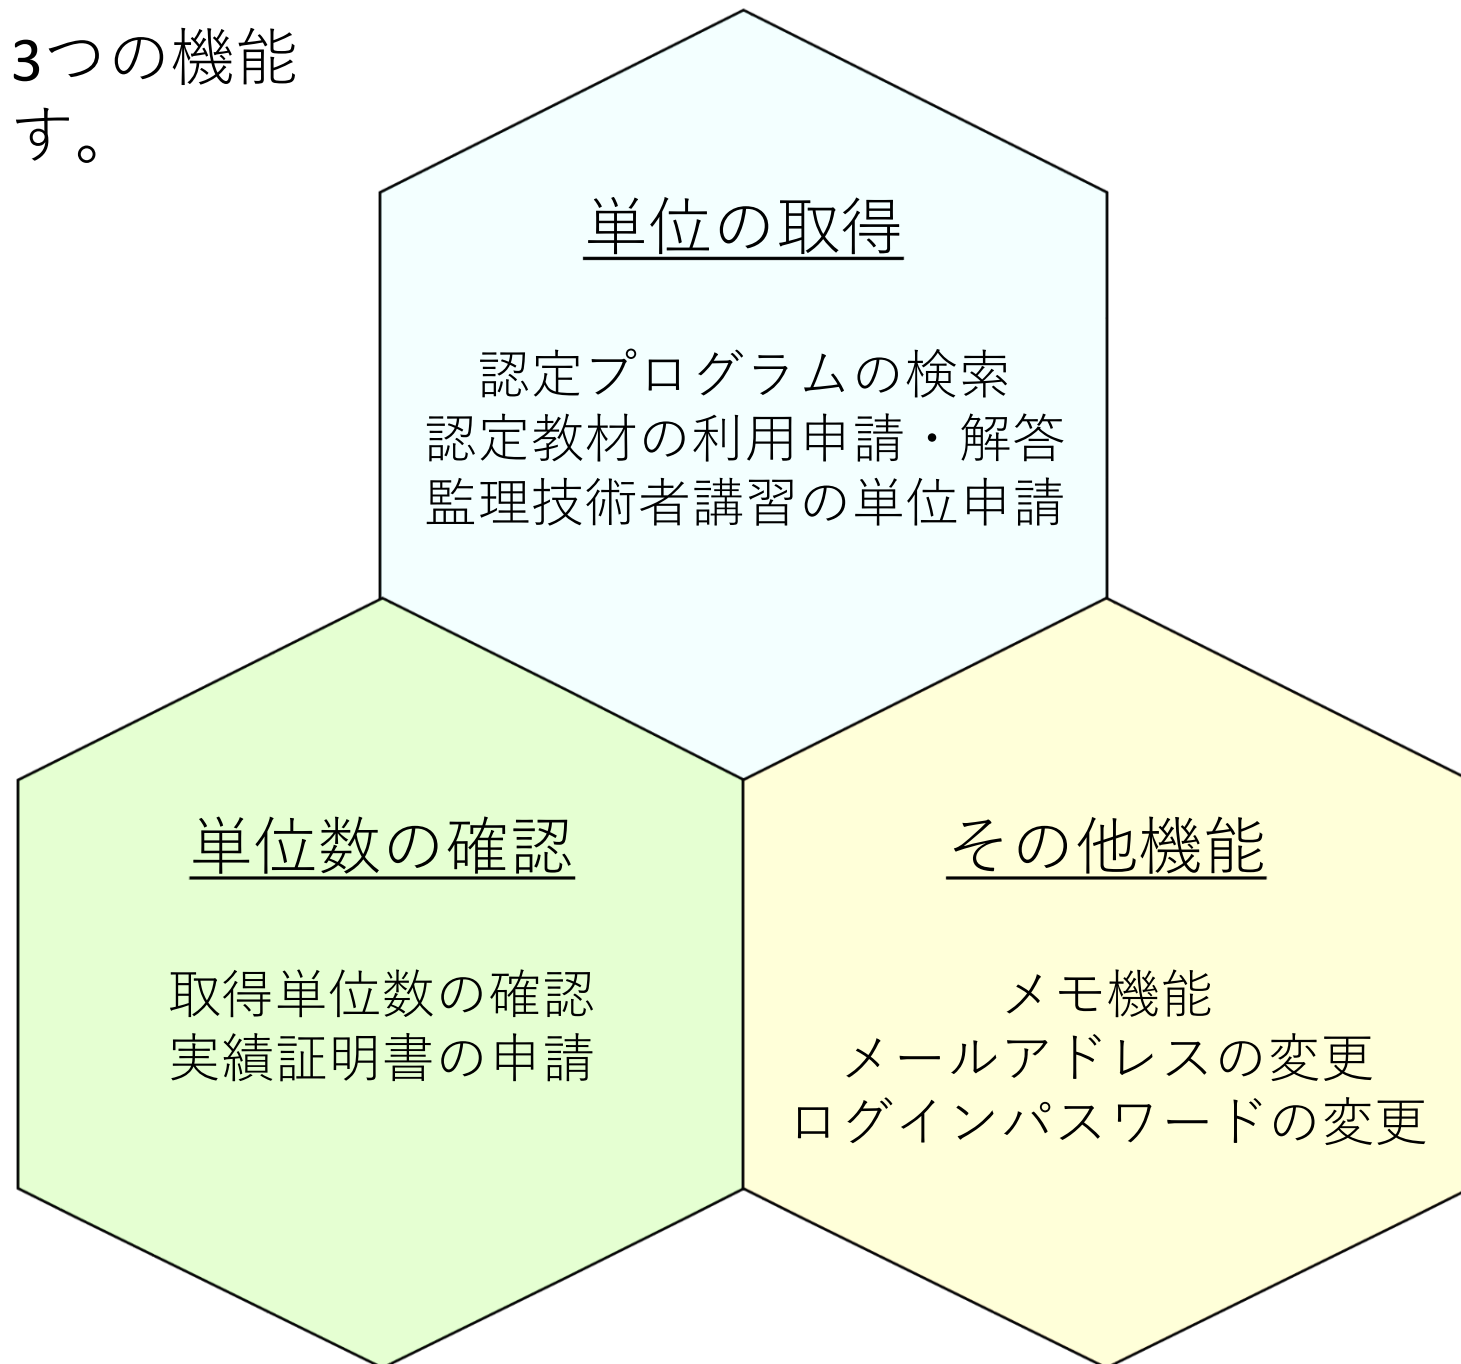 3つの機能
す。
単位の取得
認定プログラムの検索
認定教材の利用申請・解答
監理技術者講習の単位申請
単位数の確認
取得単位数の確認
実績証明書の申請
その他機能
メモ機能
メールアドレスの変更
ログインパスワードの変更